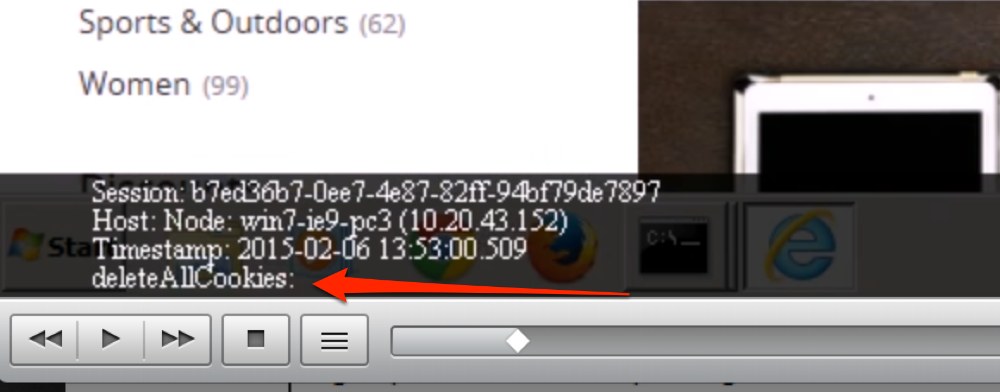 Sports & Outdoors (62)
Women (99)
Session: b7ed36b7-0ee7-4e87-82ff-94bf79de7897
Host: Node: win7-ie9-pc3 (10.20.43.152)
Timestamp: 2015-02-06 13:53:00.509
deleteAllCookies:
Start
C:\_